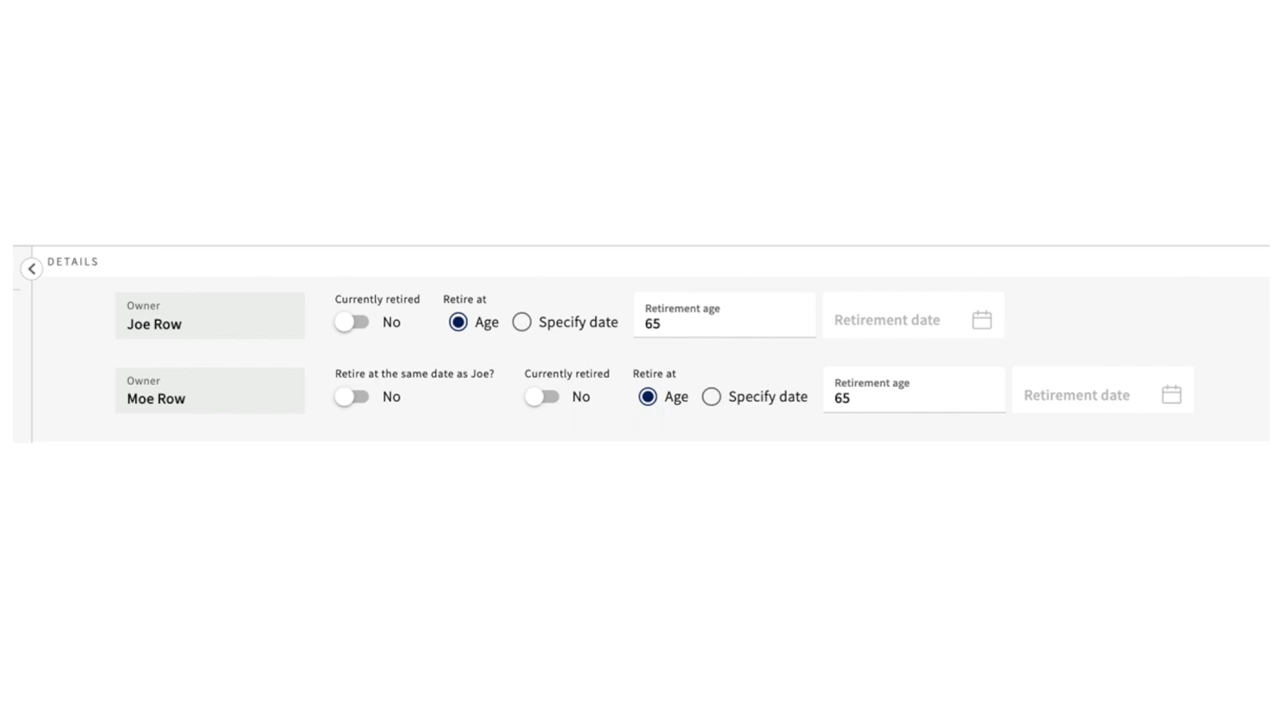 DETAILS
Owner
Joe Row
Currently retired
No
Retire at
Age
Specify date
Retirement age
65
Retirement date
Owner
Moe Row
Retire at the same date as Joe?
No
Currently retired
No
Retire at
Age
Specify date
Retirement age
65
Retirement date